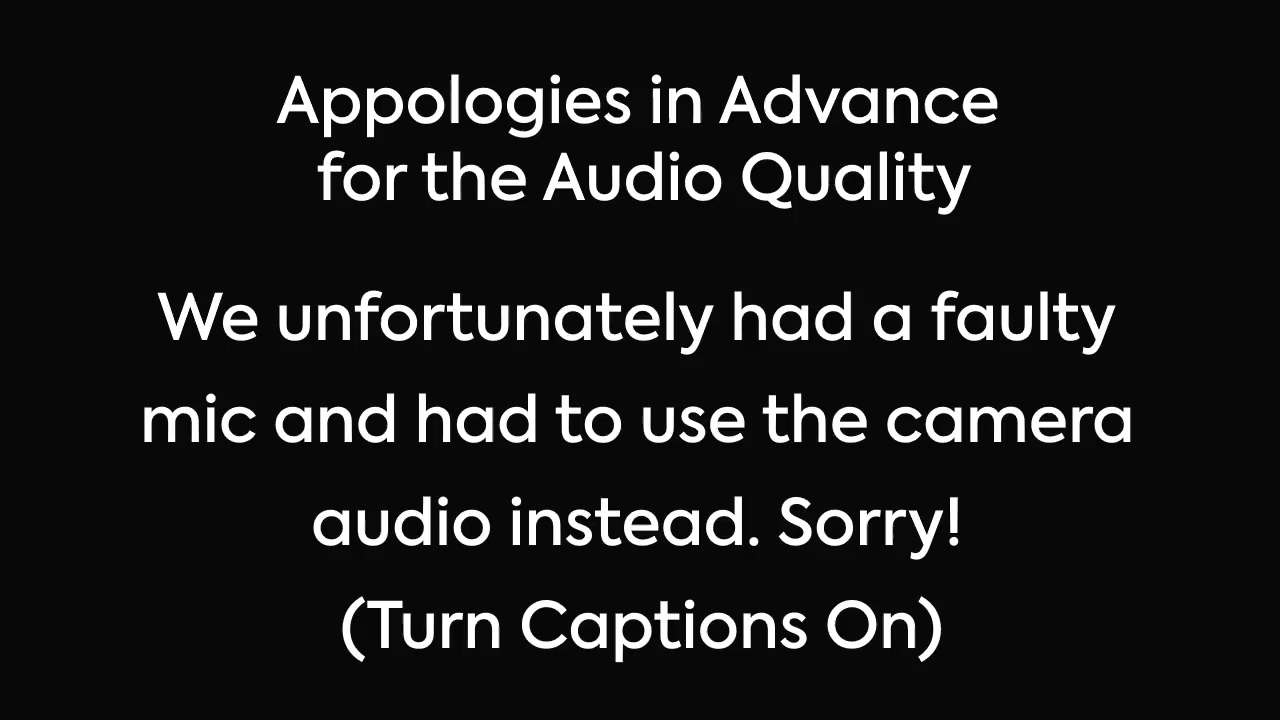 Appologies in Advance
for the Audio Quality
We unfortunately had a faulty
mic and had to use the camera
audio instead. Sorry!
(Turn Captions On)